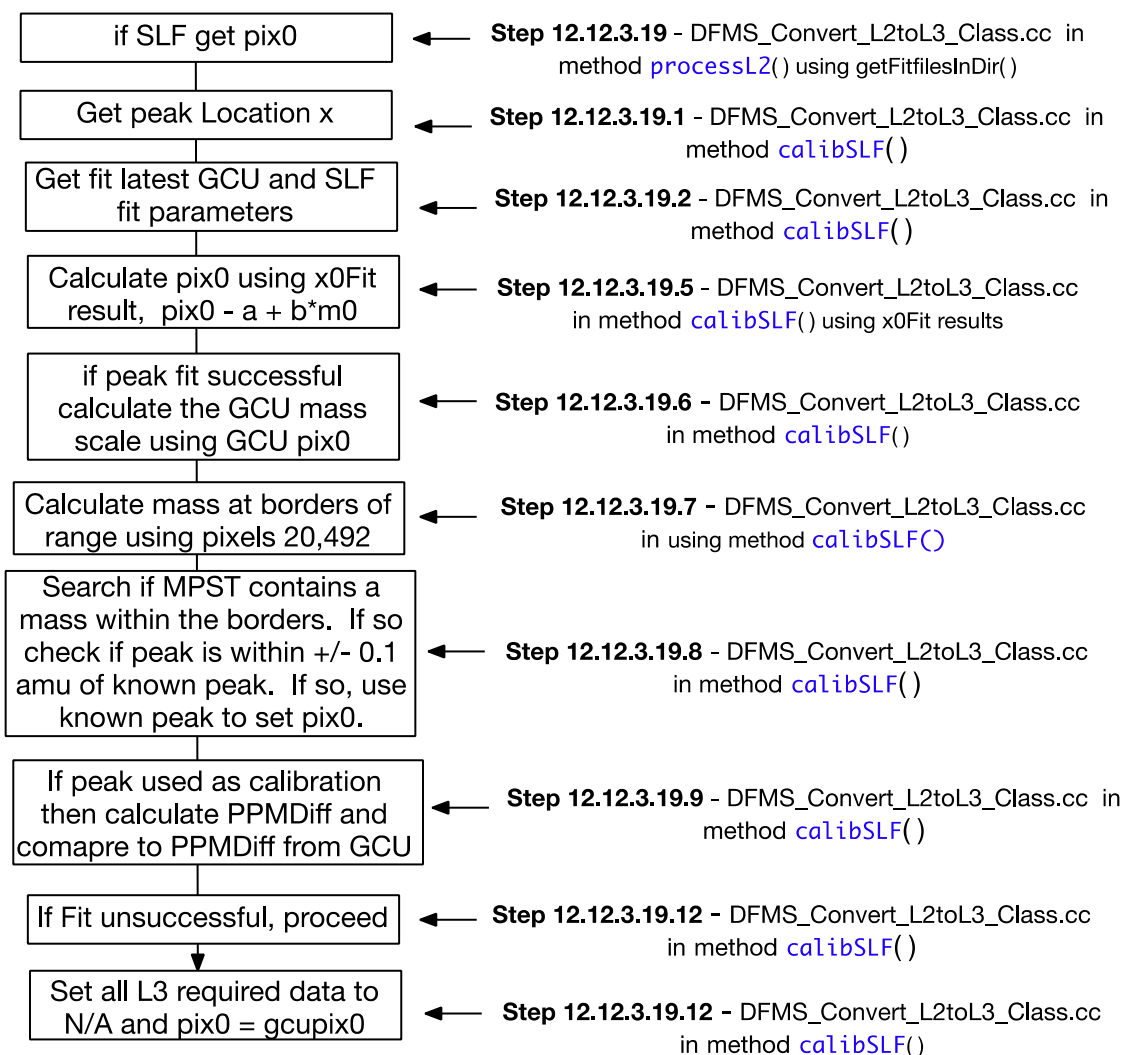 if SLF get pix0
Step 12.12.3.19 - DFMS_Convert_L2toL3_Class.cc in
method processL2() using getFitfilesInDir()
Get peak Location x
Step 12.12.3.19.1 - DFMS_Convert_L2toL3_Class.cc in
method calibSLF()
Get fit latest GCU and SLF
fit parameters
Step 12.12.3.19.2 - DFMS_Convert_L2toL3_Class.cc in
method calibSLF()
Calculate pix0 using x0Fit
result, pix0 - a + b*m0
Step 12.12.3.19.5 - DFMS_Convert_L2toL3_Class.cc
in method calibSLF() using x0Fit results
if peak fit successful
calculate the GCU mass
scale using GCU pix0
Step 12.12.3.19.6 - DFMS_Convert_L2toL3_Class.cc
in method calibSLF()
Calculate mass at borders of
range using pixels 20,492
Step 12.12.3.19.7 - DFMS_Convert_L2toL3_Class.cc
in using method calibSLF()
Search if MPST contains a
mass within the borders. If so
check if peak is within +/- 0.1
amu of known peak. If so, use
known peak to set pix0.
Step 12.12.3.19.8 - DFMS_Convert_L2toL3_Class.cc
in method calibSLF()
If peak used as calibration
then calculate PPMDiff and
comapre to PPMDiff from GCU
Step 12.12.3.19.9 - DFMS_Convert_L2toL3_Class.cc in
method calibSLF()
If Fit unsuccessful, proceed
Step 12.12.3.19.12 - DFMS_Convert_L2toL3_Class.cc
in method calibSLF()
Set all L3 required data to
N/A and pix0 = gcupix0
Step 12.12.3.19.12 - DFMS_Convert_L2toL3_Class.cc
in method calibSLF()